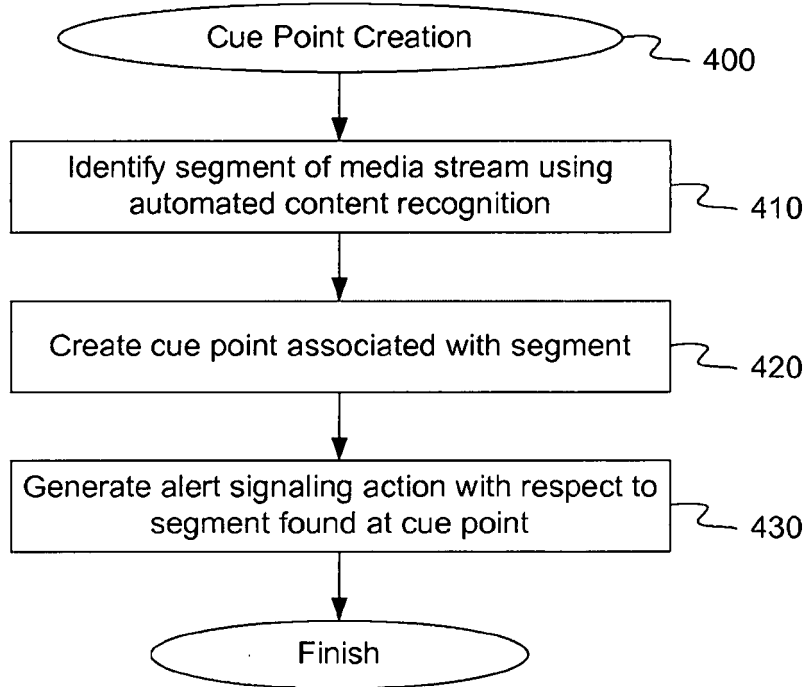 Cue Point Creation
400
Identify segment of media stream using
automated content recognition
410
Create cue point associated with segment
420
Generate alert signaling action with respect to
segment found at cue point
430
Finish